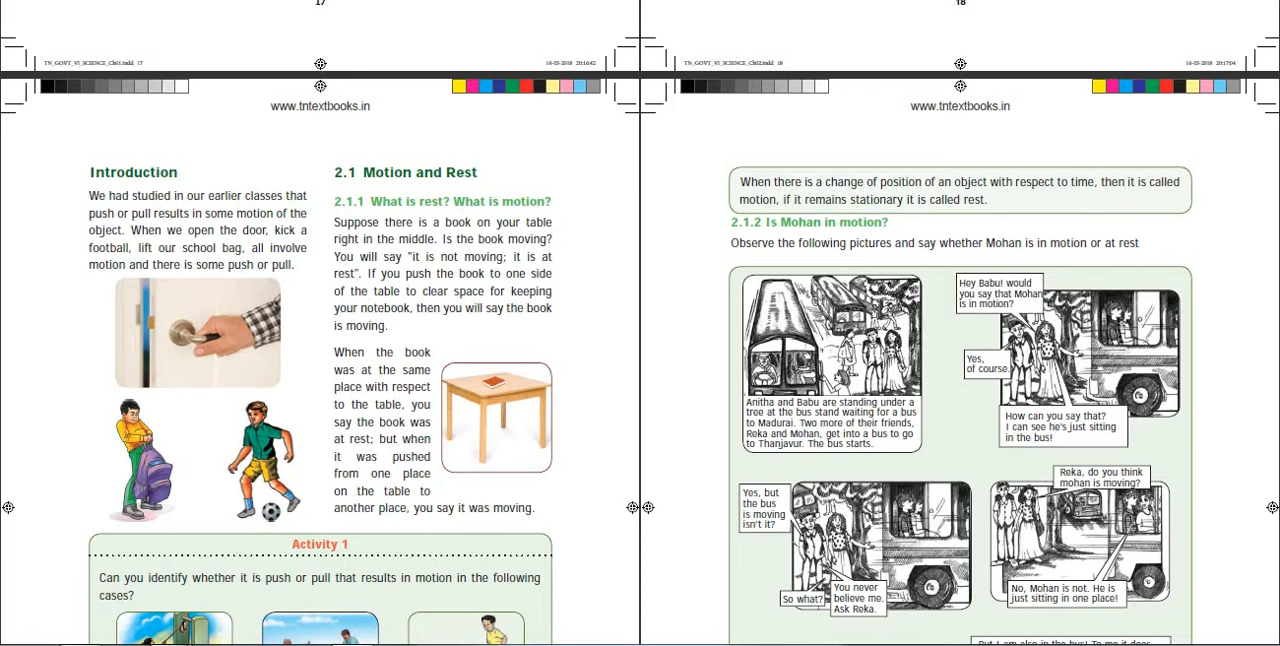 17
18
TN_GOVT_VI_SCIENCE_Ch01.indd 17
16-03-2018 20:16:42
TN_GOVT_VI_SCIENCE_Ch02.indd 18
16-03-2018 20:17:04
www.tntextbooks.in
Introduction
We had studied in our earlier classes that
push or pull results in some motion of the
object. When we open the door, kick a
football, lift our school bag, all involve
motion and there is some push or pull.
2.1 Motion and Rest
2.1.1 What is rest? What is motion?
Suppose there is a book on your table
right in the middle. Is the book moving?
You will say "it is not moving; it is at
rest". If you push the book to one side
of the table to clear space for keeping
your notebook, then you will say the book
is moving.
When the book
was at the same
place with respect
to the table, you
say the book was
at rest; but when
it was pushed
from one place
on the table to
another place, you say it was moving.
Activity 1
Can you identify whether it is push or pull that results in motion in the following
cases?
www.tntextbooks.in
When there is a change of position of an object with respect to time, then it is called
motion, if it remains stationary it is called rest.
2.1.2 Is Mohan in motion?
Observe the following pictures and say whether Mohan is in motion or at rest
Anitha and Babu are standing under a
tree at the bus stand waiting for a bus
to Madurai. Two more of their friends,
Reka and Mohan, get into a bus to go
to Thanjavur. The bus starts.
Hey Babu! would
you say that Mohan
is in motion?
Yes,
of course.
How can you say that?
I can see he's just sitting
in the bus!
Yes, but
the bus
is moving
isn't it?
So what?
You never
believe me.
Ask Reka.
Reka, do you think
mohan is moving?
No, Mohan is not. He is
just sitting in one place!
But I am also in the bus! To me it does